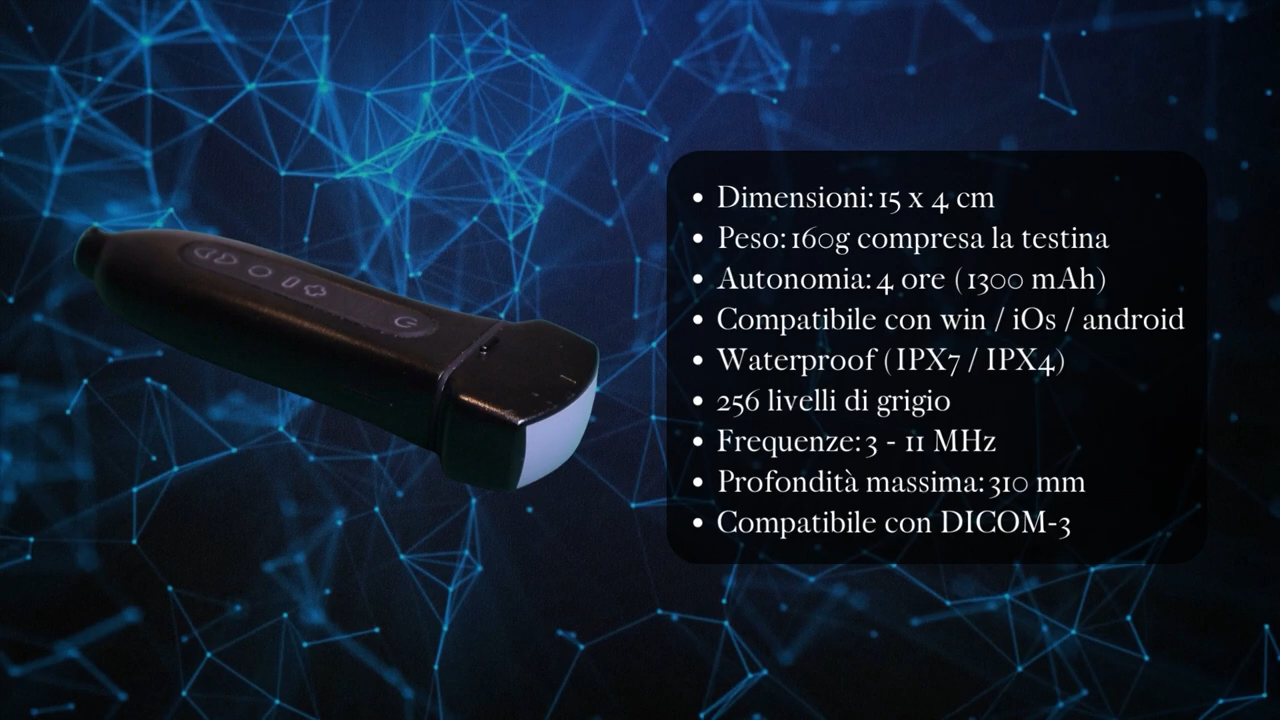 • Dimensioni: 15 x 4 cm
• Peso: 160g compresa la testina
• Autonomia: 4 ore (1300 mAh)
• Compatibile con win / iOs / android
• Waterproof (IPX7 / IPX4)
• 256 livelli di grigio
• Frequenze: 3 - 11 MHz
• Profondità massima: 310 mm
• Compatibile con DICOM-3